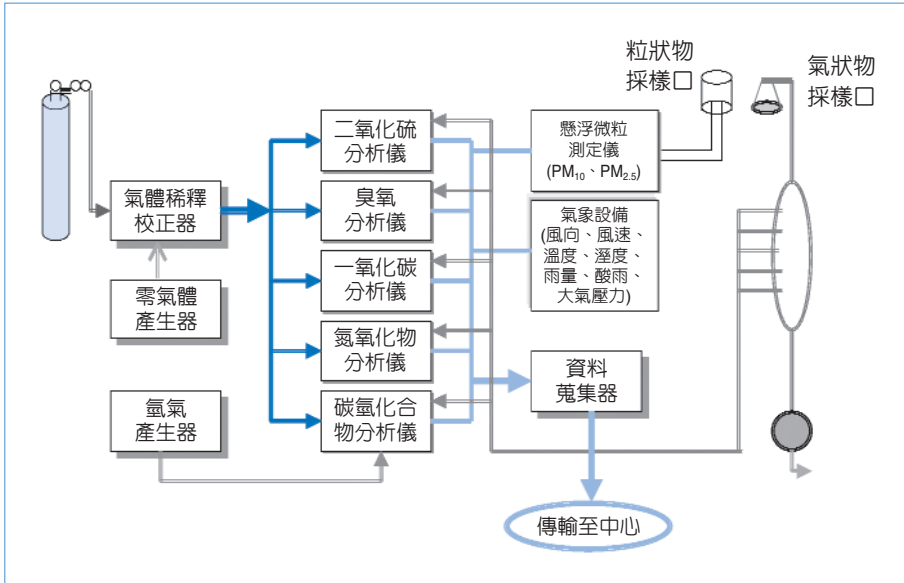 粒狀物
採樣口
氣狀物
採樣口
二氧化硫
分析儀
懸浮微粒
測定儀
(PM₁₀、PM₂.₅)
氣體稀釋
校正器
臭氧
分析儀
氣象設備
(風向、風速、
溫度、溼度、
雨量、酸雨、
大氣壓力)
一氧化碳
分析儀
零氣體
產生器
氮氧化物
分析儀
資料
蒐集器
氫氣
產生器
碳氫化合
物分析儀
傳輸至中心